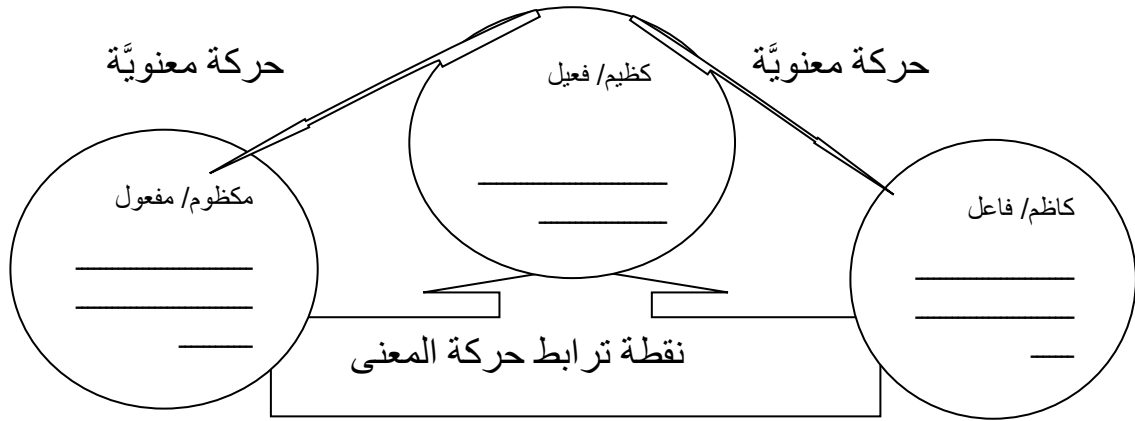 حركة معنويَّة
حركة معنويَّة
كظيم/ فعيل
كاظم/ فاعل
مكظوم/ مفعول
نقطة ترابط حركة المعنى